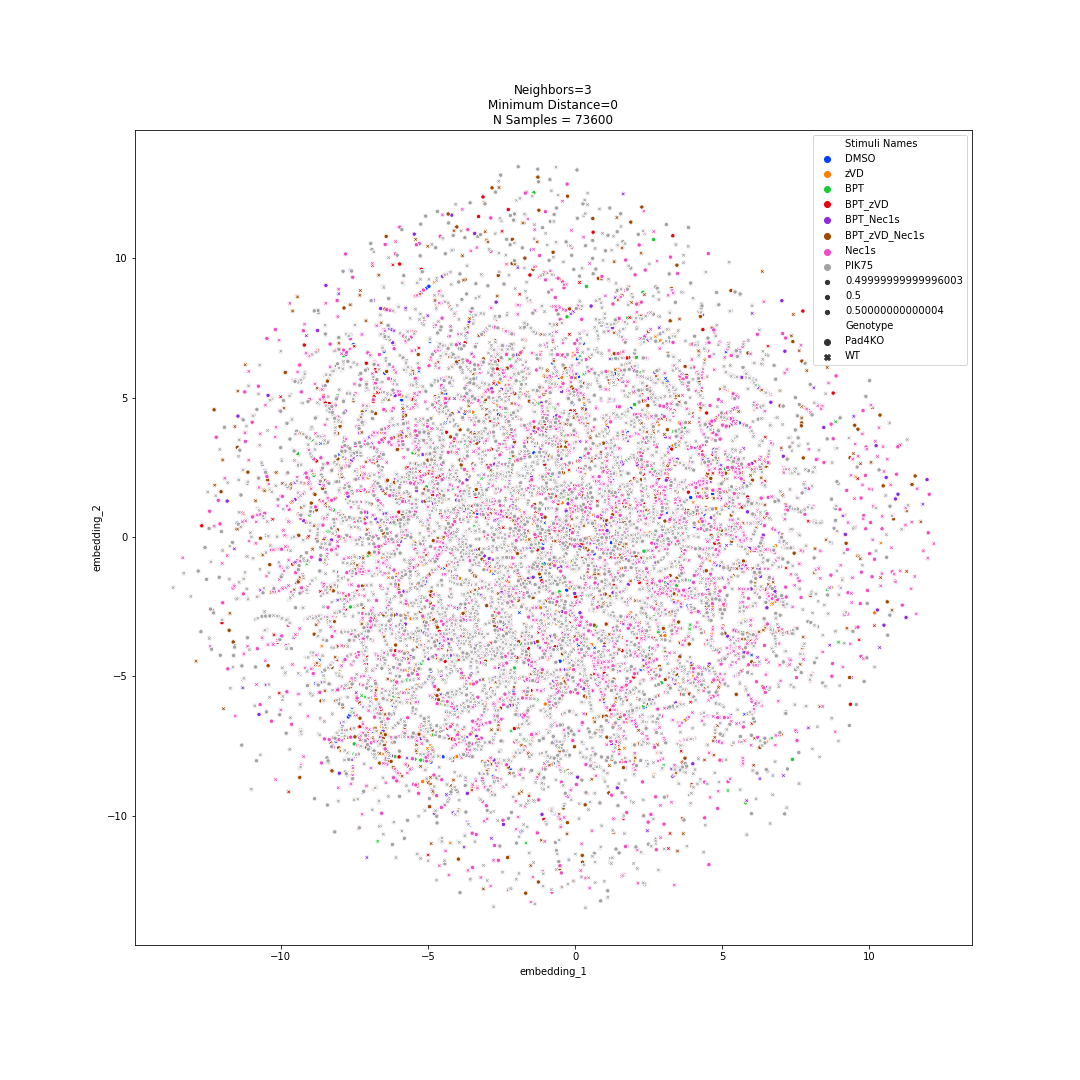 Neighbors=3
Minimum Distance=0
N Samples = 73600
Stimuli Names
DMSO
zVD
BPT
BPT_zVD
BPT_Nec1s
BPT_zVD_Nec1s
Nec1s
PIK75
0.49999999999996003
0.5
0.50000000000004
Genotype
Pad4KO
WT
10
5
0
−5
−10
embedding_2
−10
−5
0
5
10
embedding_1